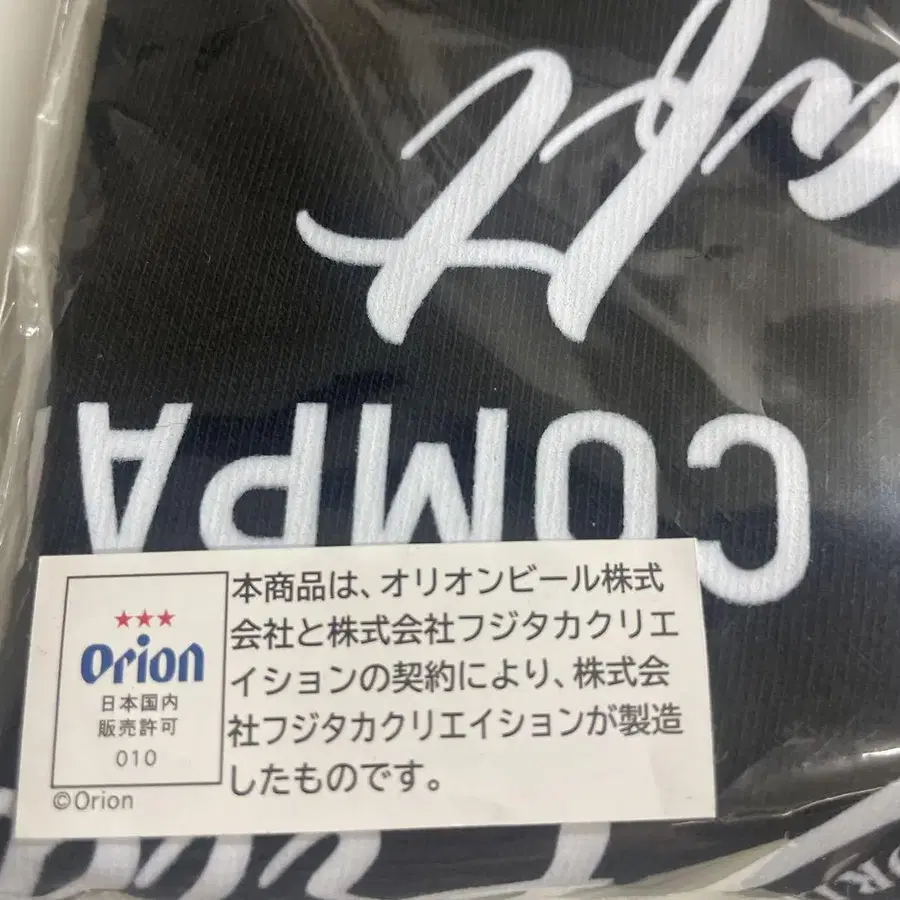 COMPA
★★★
Orion
日本国内
販売許可
010
©Orion
本商品は、オリオンビール株式
会社と株式会社フジタカクリエ
イションの契約により、株式会
社フジタカクリエイションが製造
したものです。